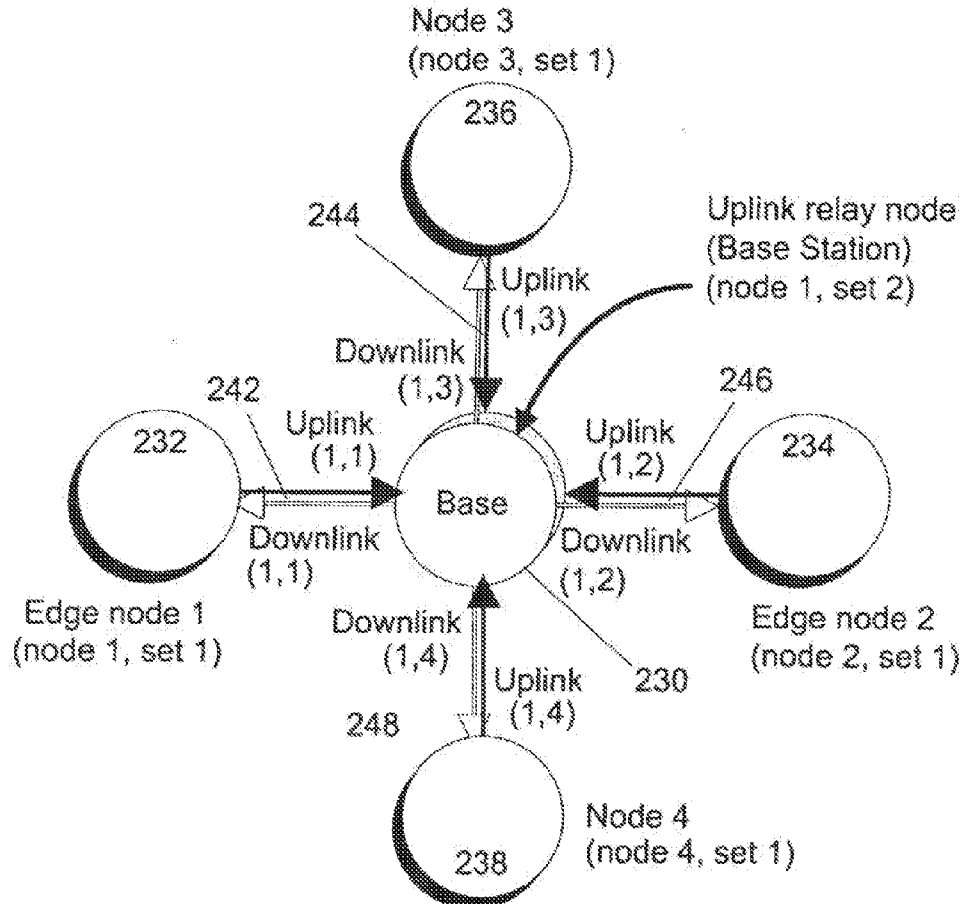 Node 3
(node 3, set 1)
236
244
Uplink relay node
(Base Station)
(node 1, set 2)
Uplink
(1,3)
Downlink
(1,3)
242
246
232
Uplink
(1,1)
Base
Uplink
(1,2)
234
Downlink
(1,1)
Downlink
(1,2)
Edge node 1
(node 1, set 1)
Downlink
(1,4)
230
Edge node 2
(node 2, set 1)
Uplink
(1,4)
248
Node 4
(node 4, set 1)
238